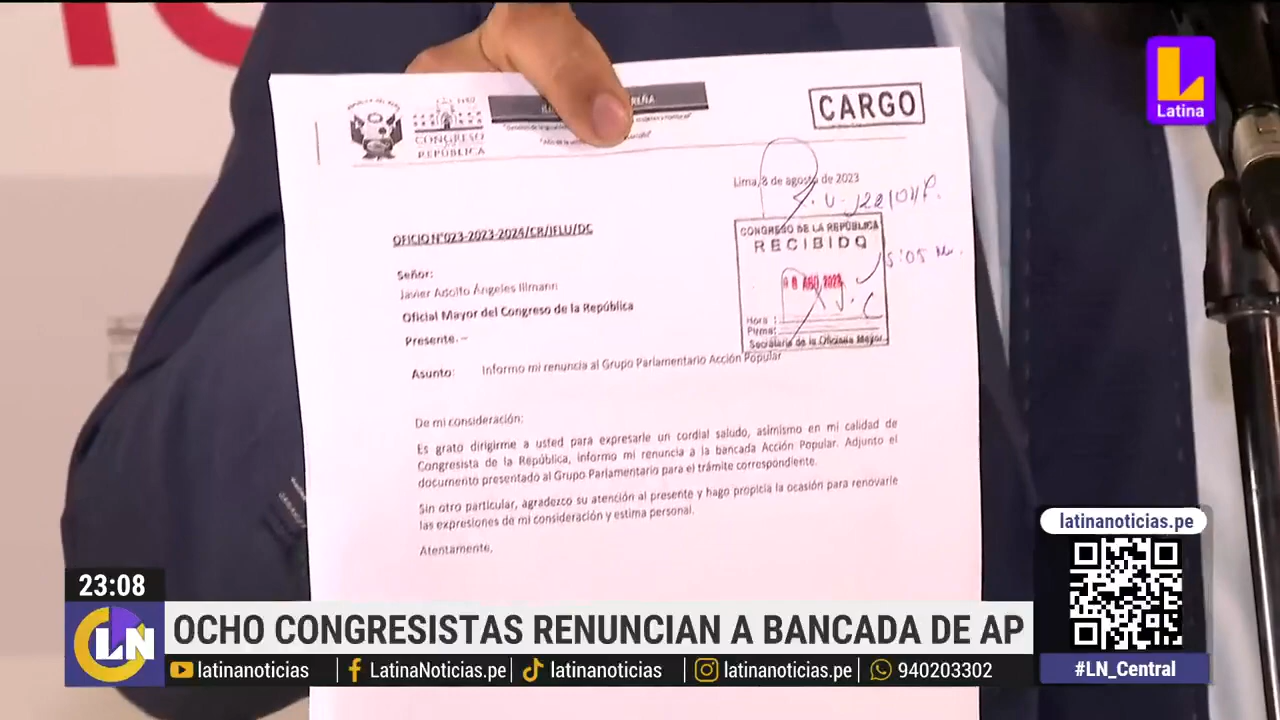 Latina
CARGO
CONGRESO
REPÚBLICA
Lima, 8 de agosto de 2023
CONGRESO DE LA REPÚBLICA
RECIBIDO
5:05
Hora :
Firma:
Secretaría de la Oficialía Mayor
OFICIO N°023-2023-2024/CR/IFLU/DC
Señor:
Javier Adolfo Ángeles Illmann
Oficial Mayor del Congreso de la República
Presente. –
Asunto: Informo mi renuncia al Grupo Parlamentario Acción Popular
De mi consideración:
Es grato dirigirme a usted para expresarle un cordial saludo, asimismo en mi calidad de
Congresista de la República, informo mi renuncia a la bancada Acción Popular. Adjunto el
documento presentado al Grupo Parlamentario para el trámite correspondiente.
Sin otro particular, agradezco su atención al presente y hago propicia la ocasión para renovarle
las expresiones de mi consideración y estima personal.
Atentamente,
latinanoticias.pe
23:08
LN
OCHO CONGRESISTAS RENUNCIAN A BANCADA DE AP
latinanoticias LatinaNoticias.pe latinanoticias latinanoticias.pe 940203302
#LN_Central